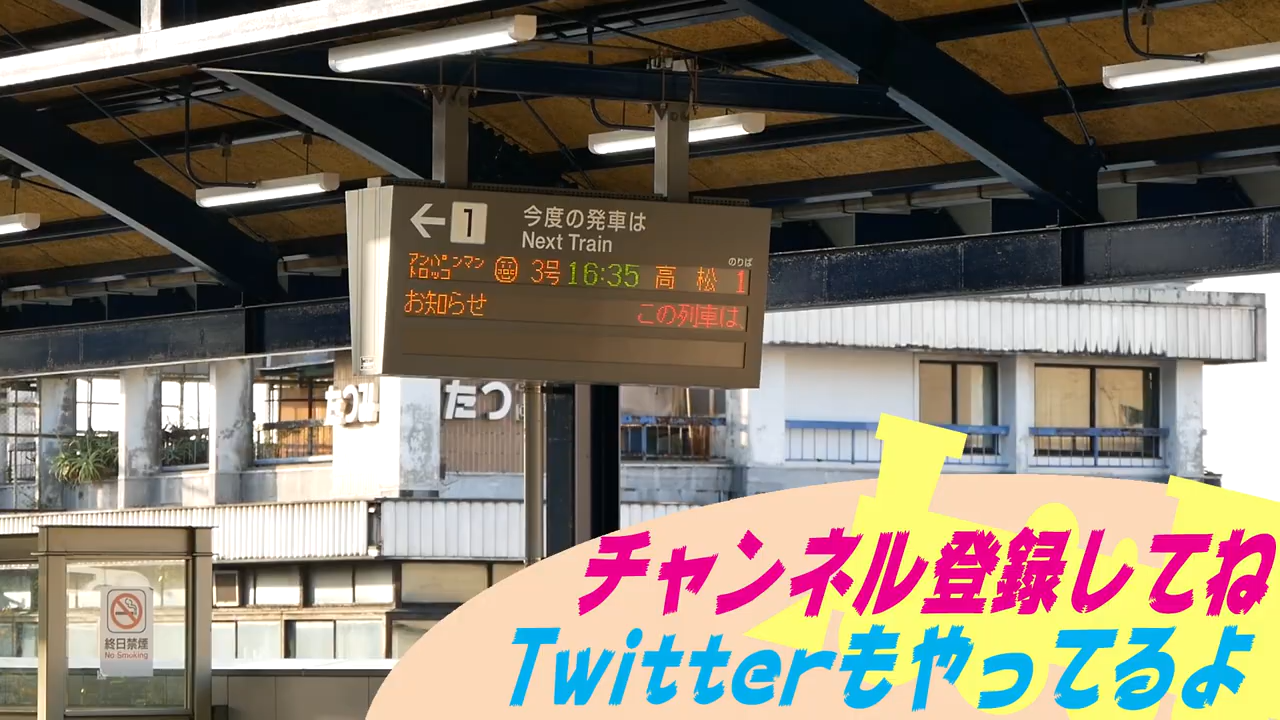 ← 1 今度の発車は
Next Train
のりば
アンパンマン
トロッコ 3号 16:35 高松 1
お知らせ この列車は、
たつみ
たつ
終日禁煙
No Smoking
チャンネル登録してね
Twitterもやってるよ